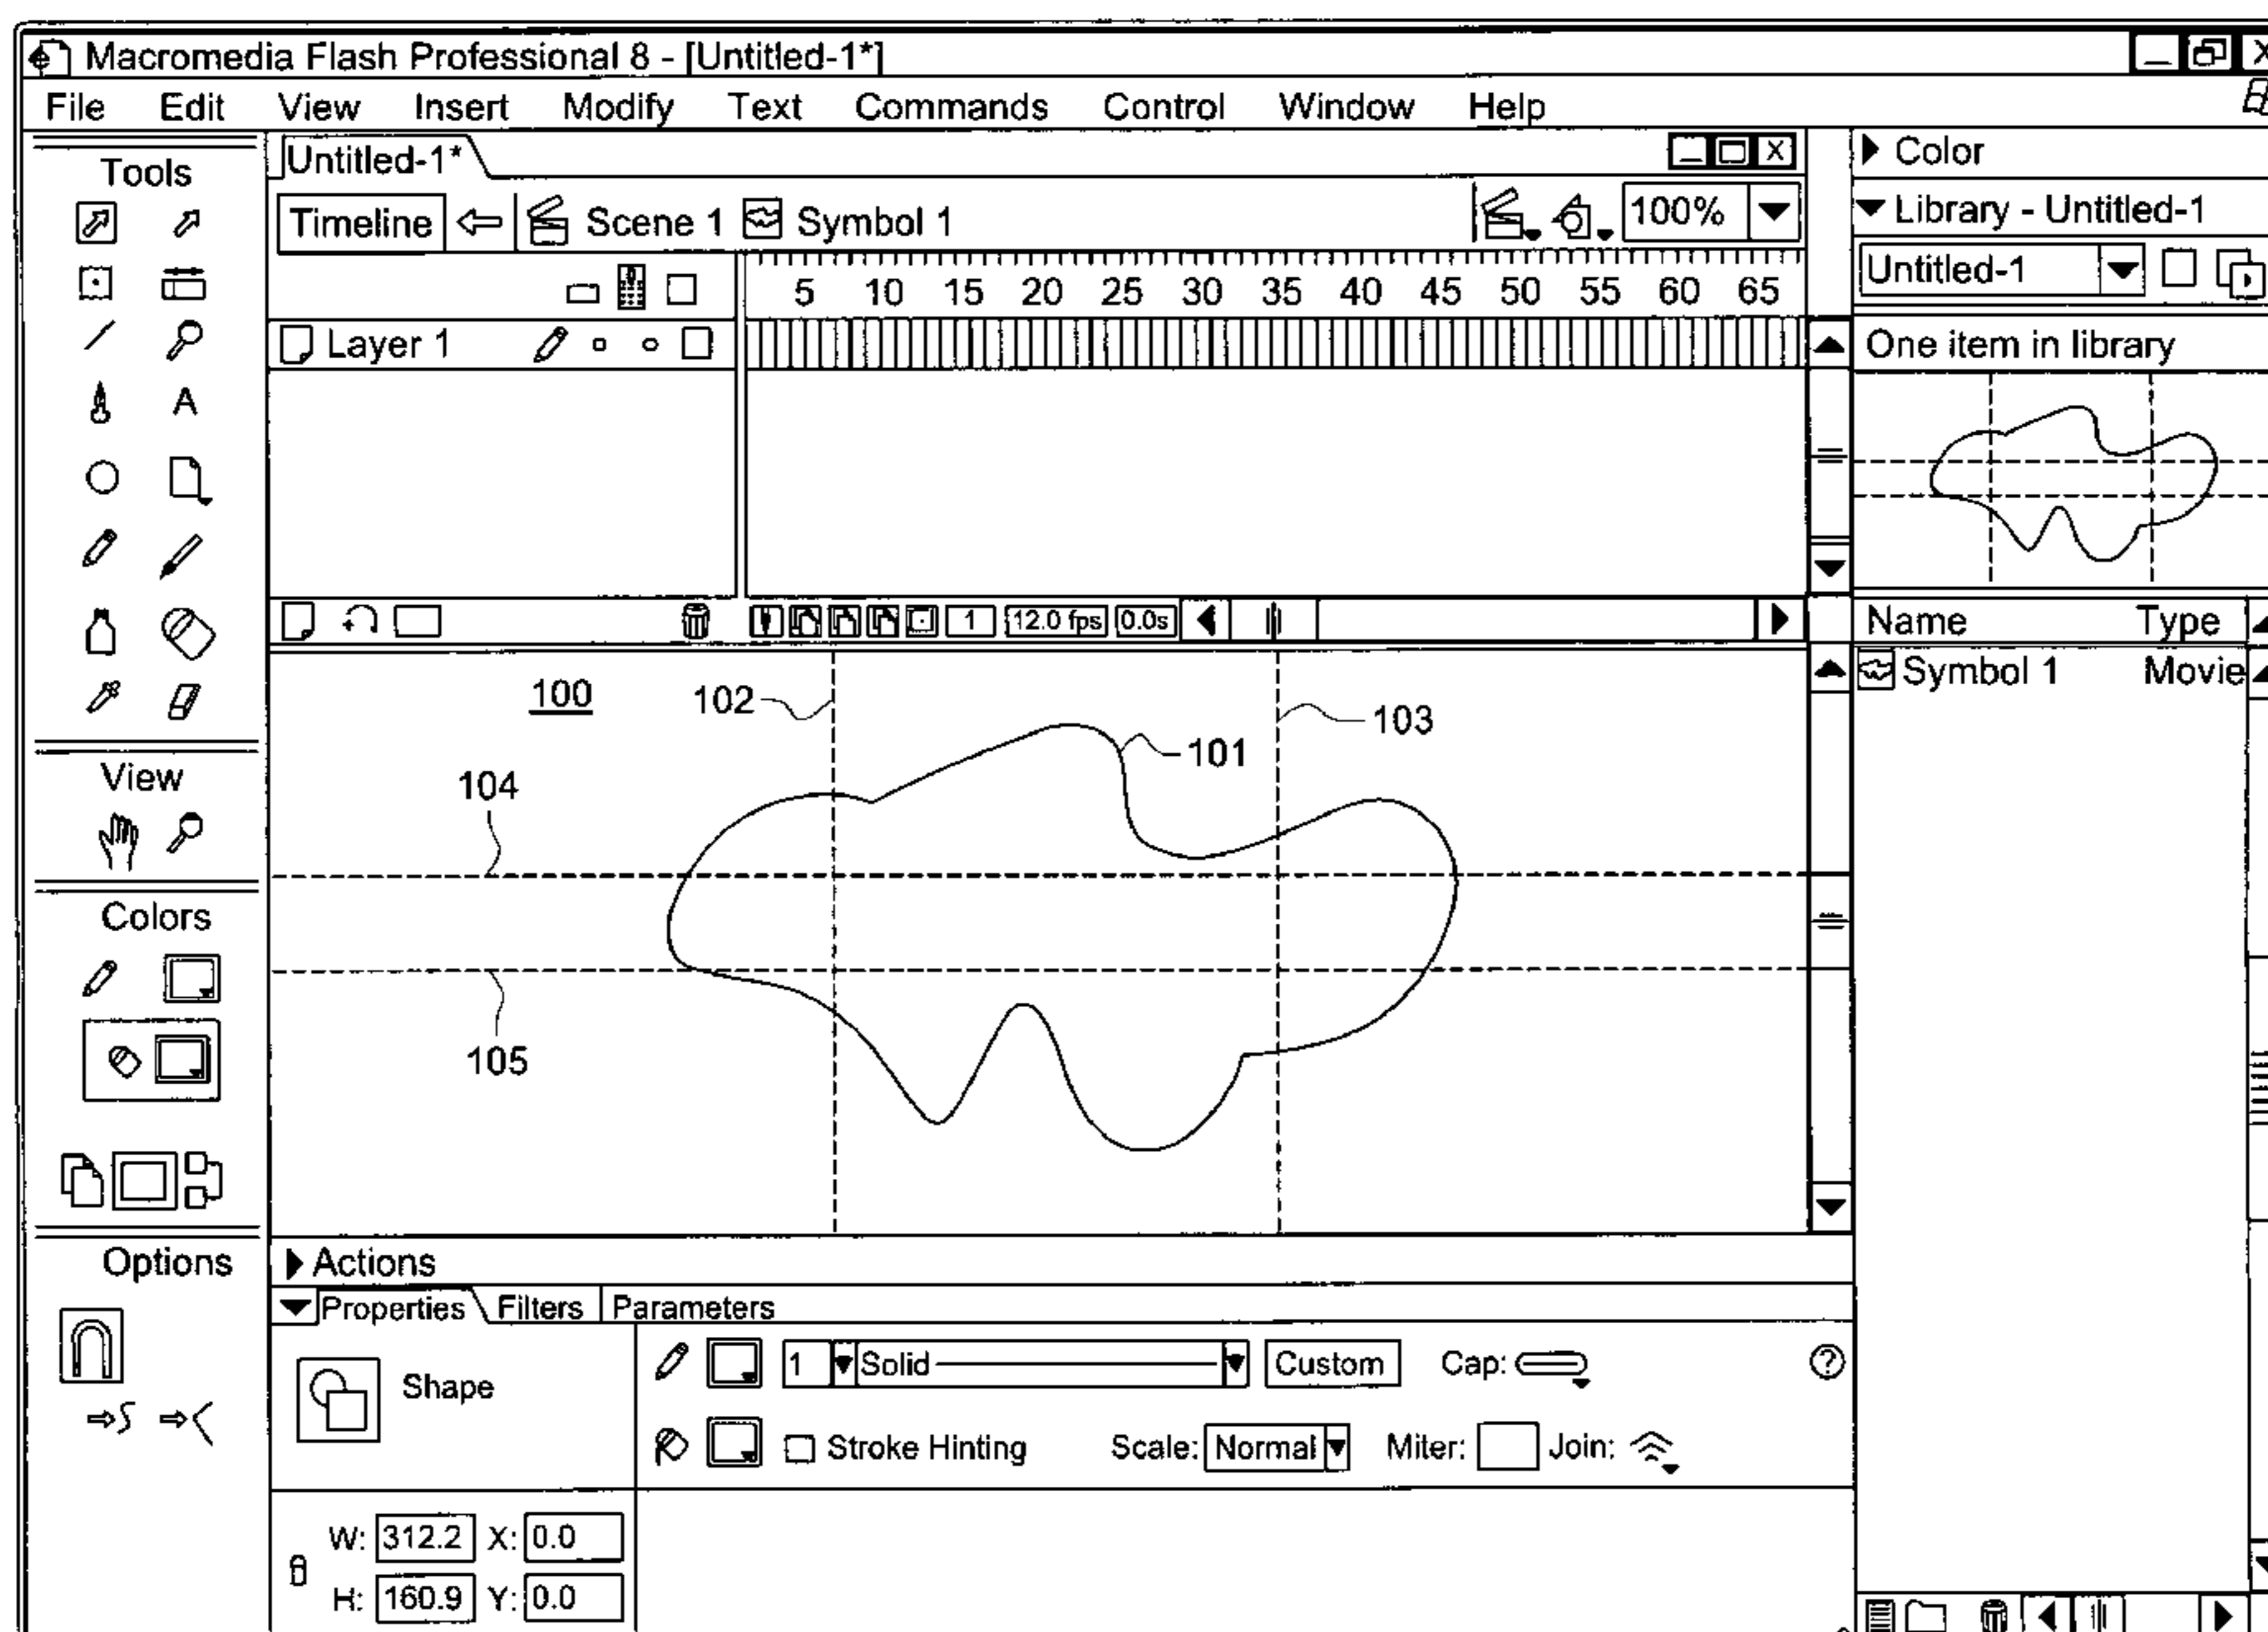 Macromedia Flash Professional 8 - [Untitled-1*]
File Edit View Insert Modify Text Commands Control Window Help
Tools
A
View
Colors
Options
Untitled-1*
Timeline Scene 1 Symbol 1 100%
5 10 15 20 25 30 35 40 45 50 55 60 65
Layer 1
1 12.0 fps 0.0s
100
102
103
101
104
105
Actions
Properties Filters Parameters
Shape
1 Solid Custom Cap: ?
Stroke Hinting Scale: Normal Miter: Join:
W: 312.2 X: 0.0
H: 160.9 Y: 0.0
Color
Library - Untitled-1
Untitled-1
One item in library
Name Type
Symbol 1 Movie